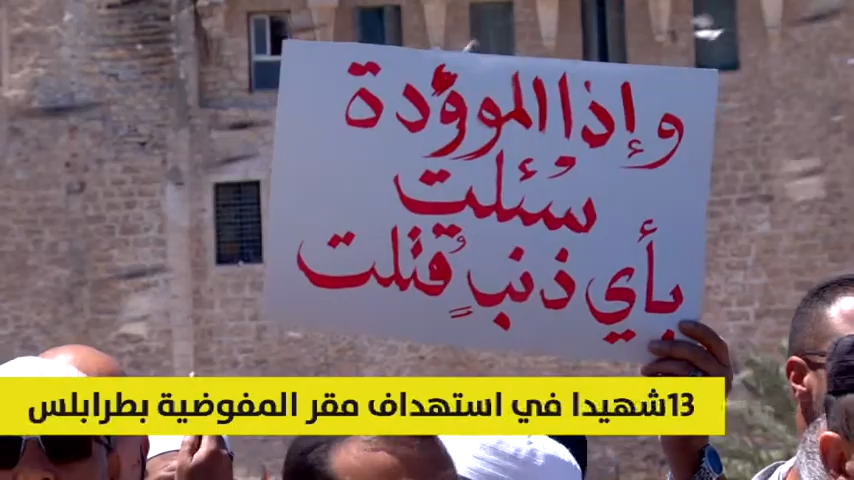 وإذا الموؤدة
سُئلت
بأي ذنبٍ قُتلت
13شهيدا في استهداف مقر المفوضية بطرابلس